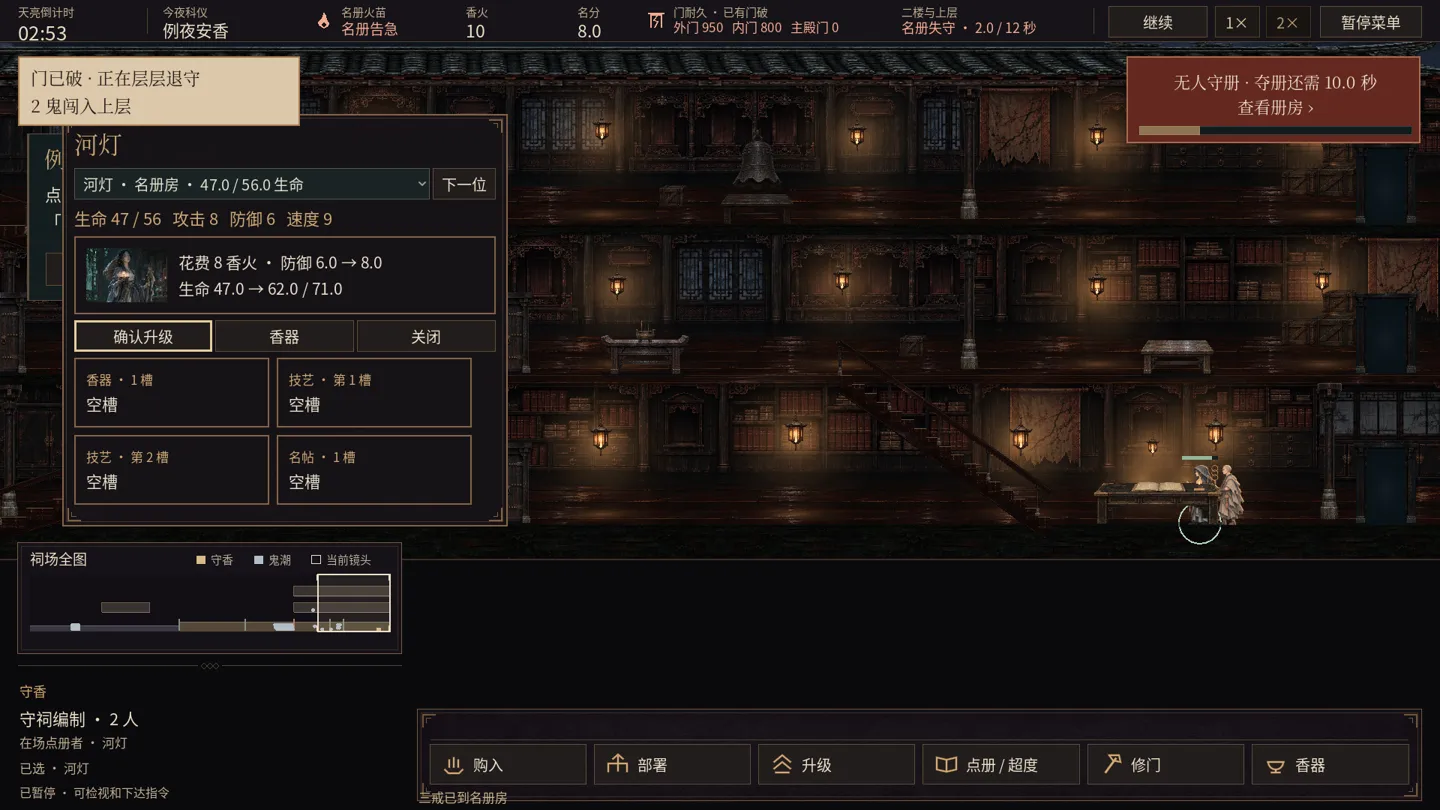 天亮倒计时
02:53
今夜科仪
例夜安香
名册火苗
名册告急
香火
10
名分
8.0
门耐久 · 已有门破
外门 950 内门 800 主殿门 0
二楼与上层
名册失守 · 2.0 / 12 秒
继续
1×
2×
暂停菜单
门已破 · 正在层层退守
2 鬼闯入上层
无人守册 · 夺册还需 10.0 秒
查看册房 ›
例
点
「
河灯
河灯 · 名册房 · 47.0 / 56.0 生命
下一位
生命 47 / 56 攻击 8 防御 6 速度 9
花费 8 香火 · 防御 6.0 → 8.0
生命 47.0 → 62.0 / 71.0
确认升级
香器
关闭
香器 · 1 槽
空槽
技艺 · 第 1 槽
空槽
技艺 · 第 2 槽
空槽
名帖 · 1 槽
空槽
祠场全图
守香
鬼潮
当前镜头
守香
守祠编制 · 2 人
在场点册者 · 河灯
已选 · 河灯
已暂停 · 可检视和下达指令
购入
部署
升级
点册 / 超度
修门
香器
三戒已到名册房